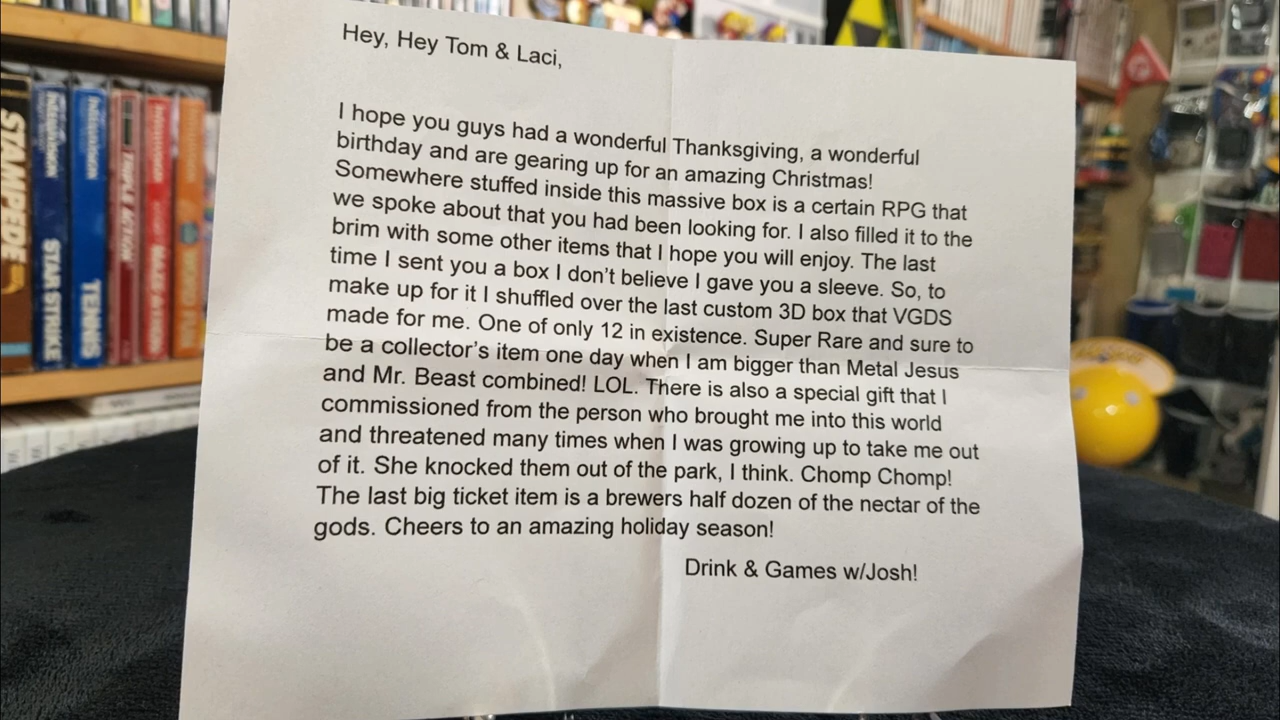 Hey, Hey Tom & Laci,
I hope you guys had a wonderful Thanksgiving, a wonderful
birthday and are gearing up for an amazing Christmas!
Somewhere stuffed inside this massive box is a certain RPG that
we spoke about that you had been looking for. I also filled it to the
brim with some other items that I hope you will enjoy. The last
time I sent you a box I don't believe I gave you a sleeve. So, to
make up for it I shuffled over the last custom 3D box that VGDS
made for me. One of only 12 in existence. Super Rare and sure to
be a collector's item one day when I am bigger than Metal Jesus
and Mr. Beast combined! LOL. There is also a special gift that I
commissioned from the person who brought me into this world
and threatened many times when I was growing up to take me out
of it. She knocked them out of the park, I think. Chomp Chomp!
The last big ticket item is a brewers half dozen of the nectar of the
gods. Cheers to an amazing holiday season!
Drink & Games w/Josh!
STAMPEDE
STAR STRIKE
TENNIS
TRIPLE ACTION